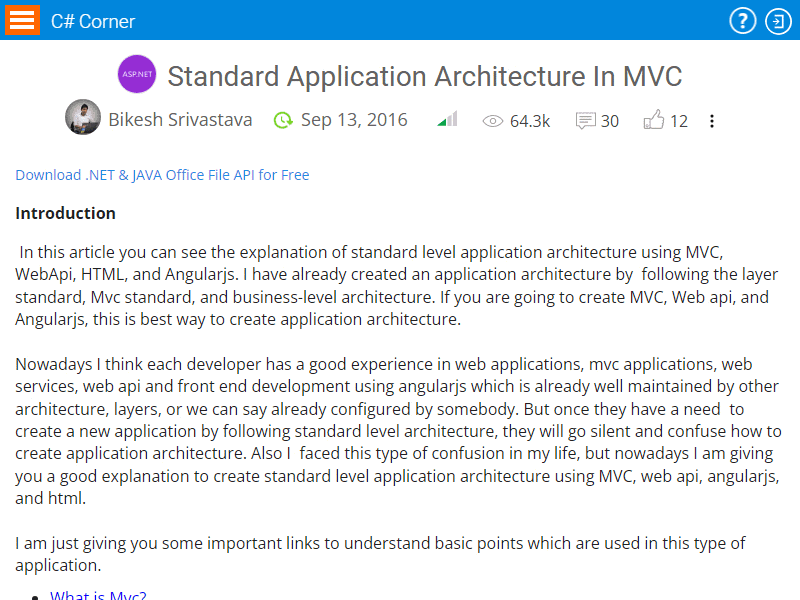 C# Corner
ASP.NET
Standard Application Architecture In MVC
Bikesh Srivastava Sep 13, 2016 64.3k 30 12
Download .NET & JAVA Office File API for Free
Introduction
In this article you can see the explanation of standard level application architecture using MVC,
WebApi, HTML, and Angularjs. I have already created an application architecture by following the layer
standard, Mvc standard, and business-level architecture. If you are going to create MVC, Web api, and
Angularjs, this is best way to create application architecture.
Nowadays I think each developer has a good experience in web applications, mvc applications, web
services, web api and front end development using angularjs which is already well maintained by other
architecture, layers, or we can say already configured by somebody. But once they have a need to
create a new application by following standard level architecture, they will go silent and confuse how to
create application architecture. Also I faced this type of confusion in my life, but nowadays I am giving
you a good explanation to create standard level application architecture using MVC, web api, angularjs,
and html.
I am just giving you some important links to understand basic points which are used in this type of
application.
What is Mvc?